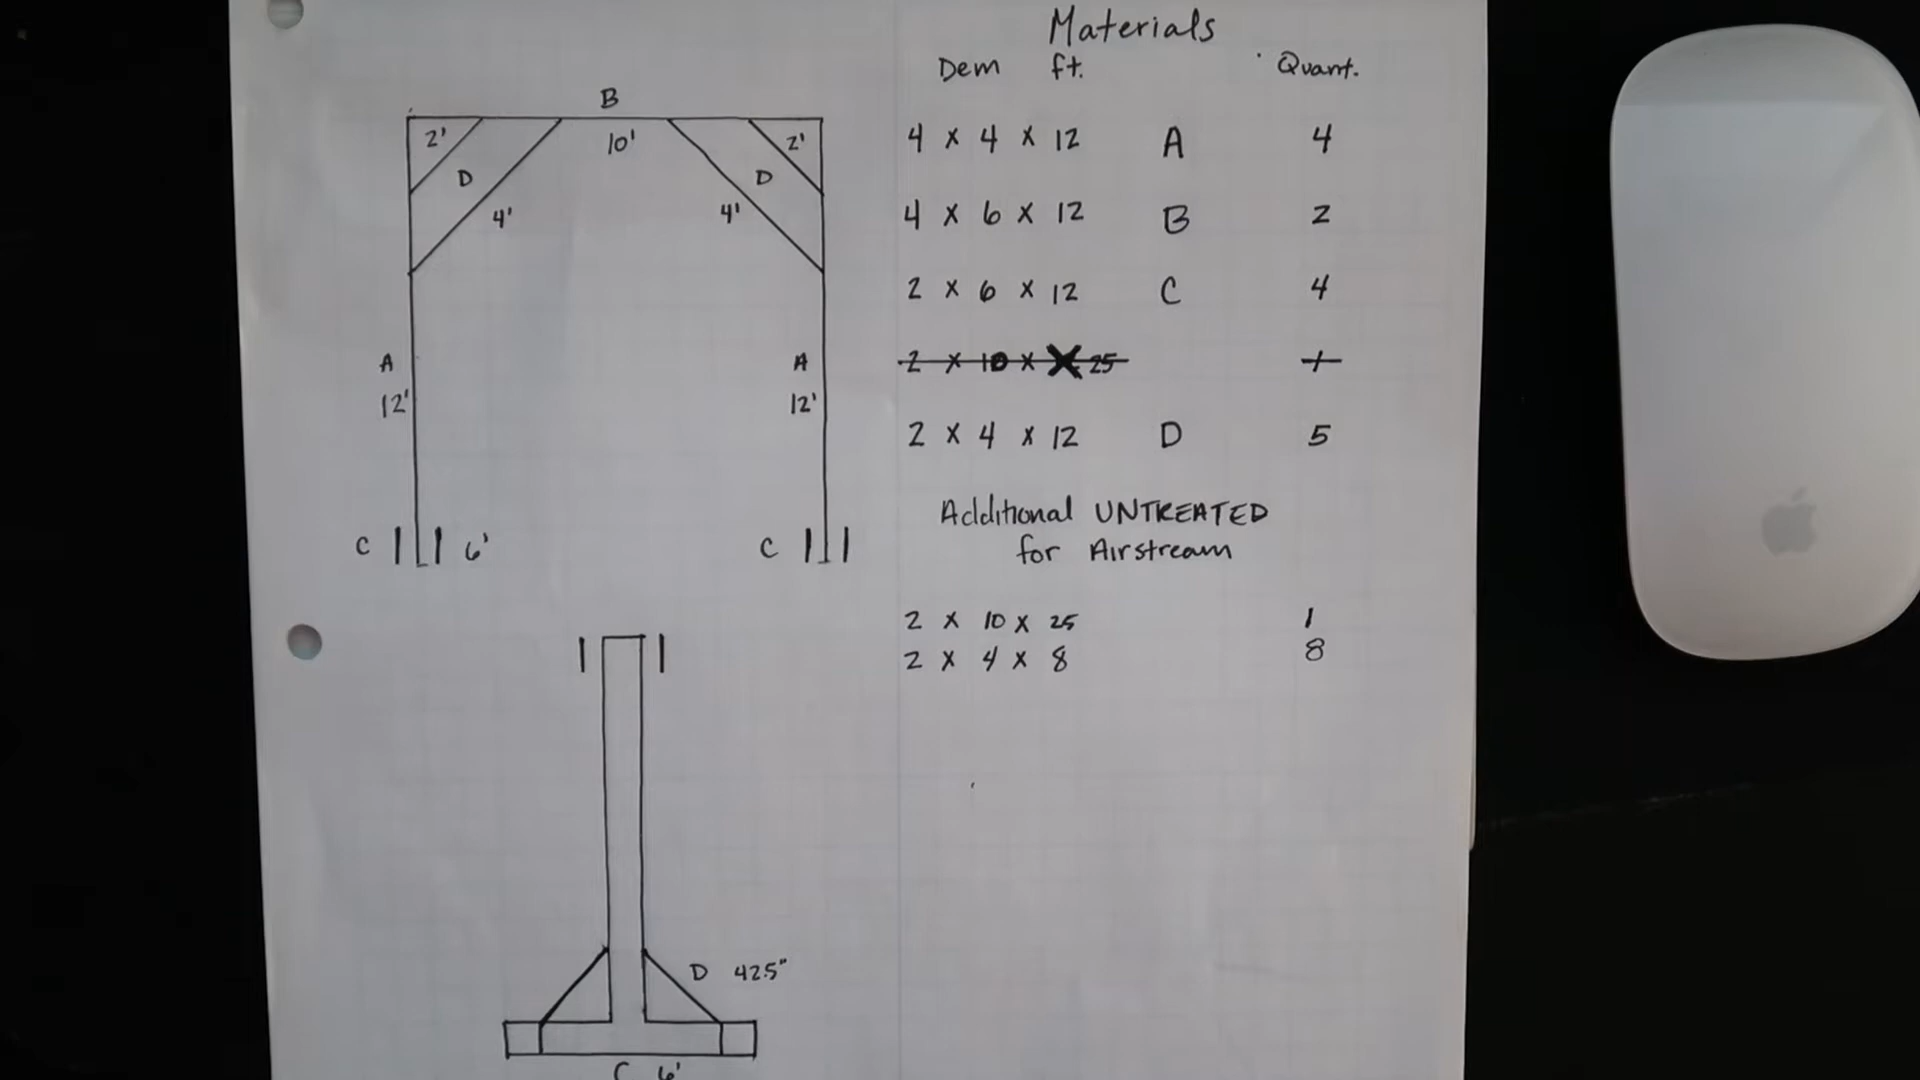 Materials
Dem ft. Quant.
4 x 4 x 12 A 4
4 x 6 x 12 B 2
2 x 6 x 12 C 4
2 x 10 x X 25 1
2 x 4 x 12 D 5
Additional UNTREATED
for Airstream
2 x 10 x 25 1
2 x 4 x 8 8
B
2' 10' 2'
D D
4' 4'
A A
12' 12'
C 6' C
D 42.5"
C 6'